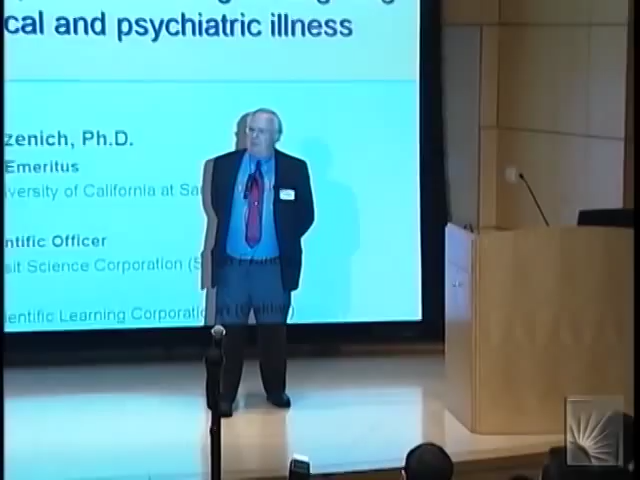 cal and psychiatric illness
zenich, Ph.D.
Emeritus
versity of California at Sa
ntific Officer
sit Science Corporation (S
entific Learning Corporatio